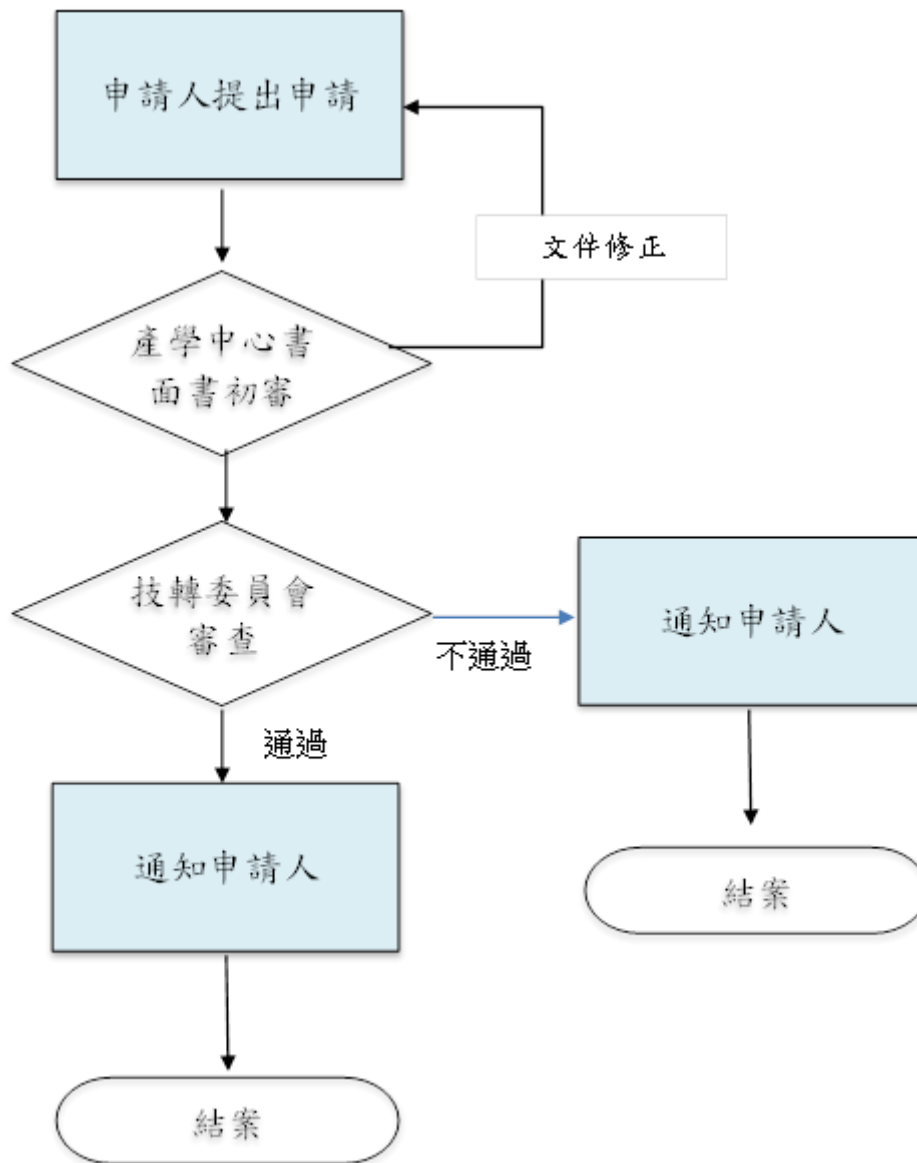 申請人提出申請
文件修正
產學中心書
面書初審
技轉委員會
審查
不通過
通知申請人
通過
通知申請人
結案
結案